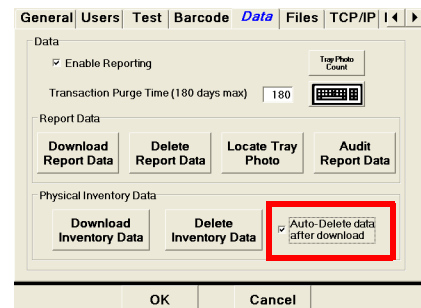 General Users Test Barcode Data Files TCP/IP I
Data
Enable Reporting
Tray Photo
Count
Transaction Purge Time (180 days max) 180
Report Data
Download
Report Data
Delete
Report Data
Locate Tray
Photo
Audit
Report Data
Physical Inventory Data
Download
Inventory Data
Delete
Inventory Data
Auto-Delete data
after download
OK Cancel